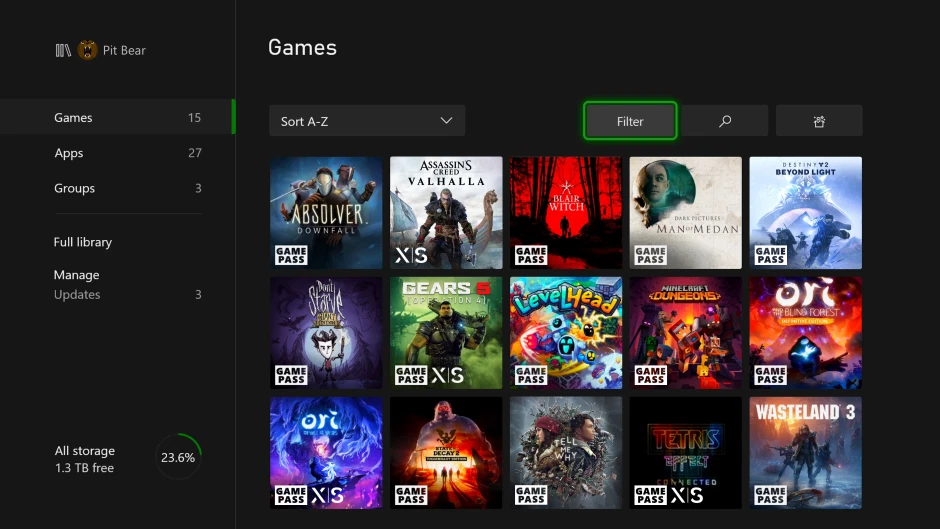 Pit Bear
Games
Games 15
Apps 27
Groups 3
Full library
Manage
Updates 3
All storage
1.3 TB free
23.6%
Sort A-Z
Filter
ABSOLVER
DOWNFALL
GAME
PASS
ASSASSIN'S
CREED
VALHALLA
X|S
BLAIR
WITCH
GAME
PASS
DARK PICTURES
MAN OF MEDAN
GAME
PASS
DESTINY 2
BEYOND LIGHT
GAME
PASS
Don't
Starve
GAME
PASS
GEARS 5
[OPERATION 4]
GAME
PASS
X|S
LEVELHEAD
GAME
PASS
MINECRAFT
DUNGEONS
GAME
PASS
ori
AND THE BLIND FOREST
DEFINITIVE EDITION
GAME
PASS
ori
GAME
PASS
X|S
STATE OF
DECAY 2
JUGGERNAUT EDITION
GAME
PASS
TELL
ME
WHY
GAME
PASS
TETRIS
EFFECT
CONNECTED
GAME
PASS
X|S
WASTELAND 3
GAME
PASS